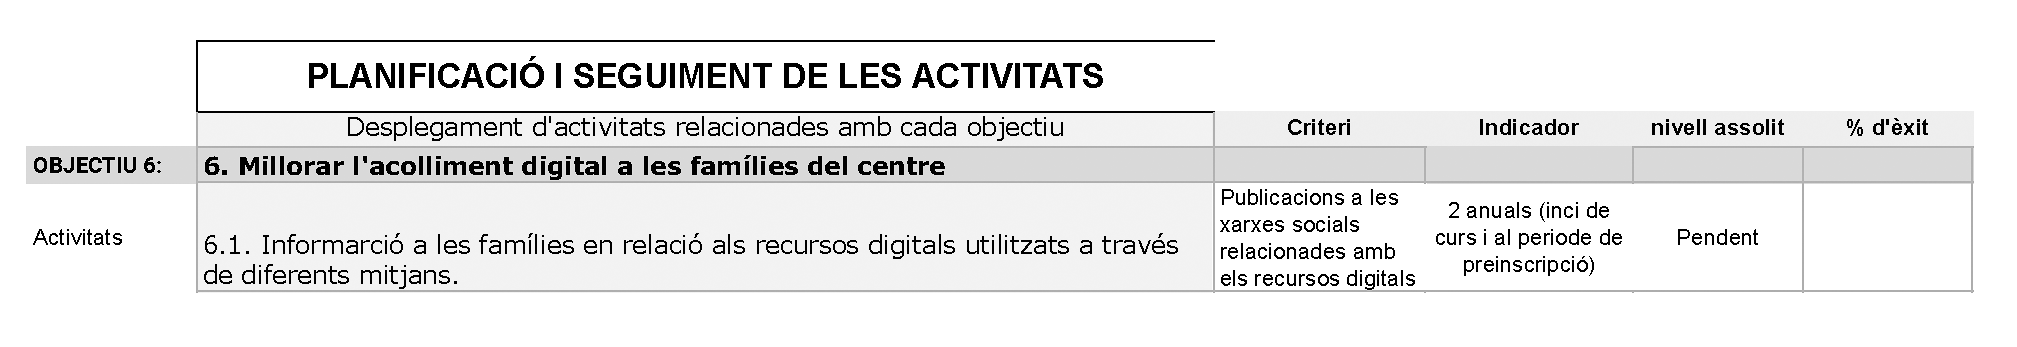 PLANIFICACIÓ I SEGUIMENT DE LES ACTIVITATS
Desplegament d'activitats relacionades amb cada objectiu
Criteri
Indicador
nivell assolit
% d'èxit
OBJECTIU 6:
6. Millorar l'acolliment digital a les famílies del centre
Activitats
6.1. Informarció a les famílies en relació als recursos digitals utilitzats a través
de diferents mitjans.
Publicacions a les
xarxes socials
relacionades amb
els recursos digitals
2 anuals (inci de
curs i al periode de
preinscripció)
Pendent